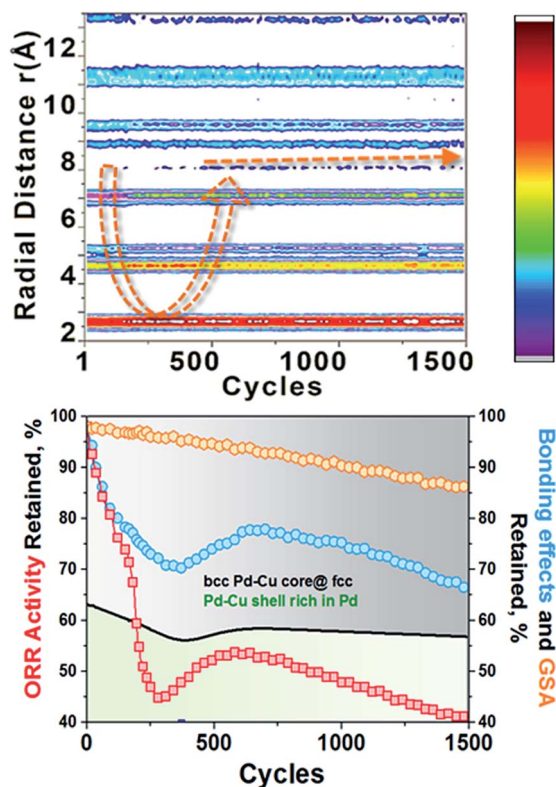 Radial Distance r(Å)
12
10
8
6
4
2
1 500 1000 1500
Cycles
ORR Activity Retained, %
100
90
80
70
60
50
40
bcc Pd-Cu core@ fcc
Pd-Cu shell rich in Pd
100
90
80
70
60
50
40
Bonding effects and GSA
Retained, %
0 500 1000 1500
Cycles